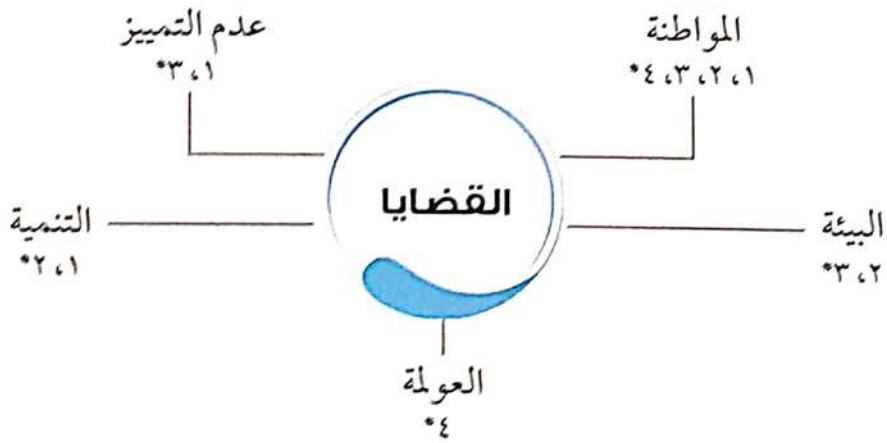 المواطنة
١، ٢، ٣، ٤*
عدم التمييز
١، ٣*
القضايا
البيئة
٢، ٣*
التنمية
١، ٢*
العولمة
٤*